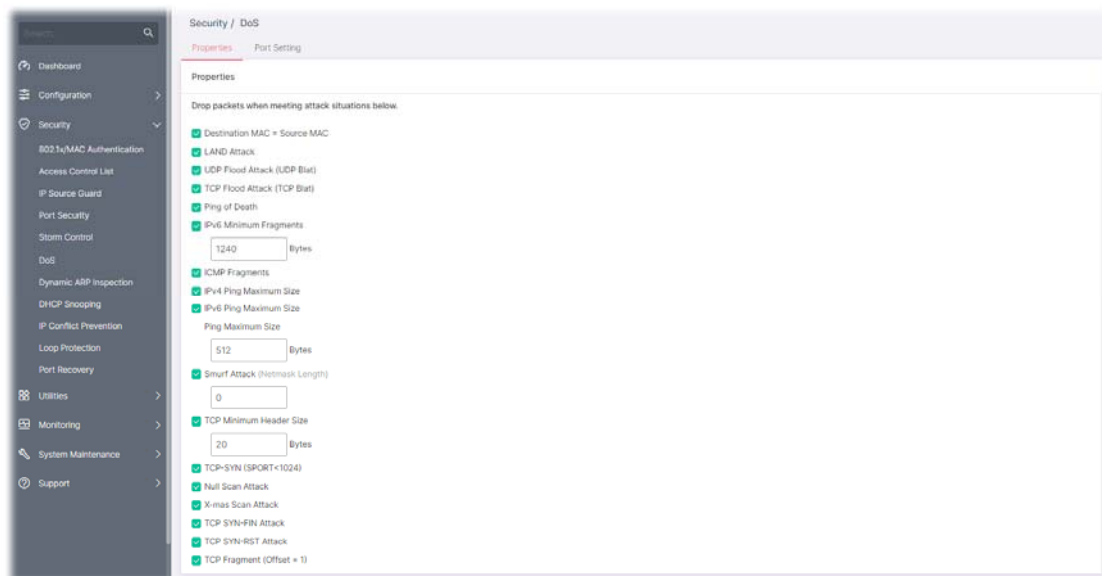 Search..
Dashboard
Configuration
Security
802.1x/MAC Authentication
Access Control List
IP Source Guard
Port Security
Storm Control
DoS
Dynamic ARP Inspection
DHCP Snooping
IP Conflict Prevention
Loop Protection
Port Recovery
Utilities
Monitoring
System Maintenance
Support
Security / DoS
Properties Port Setting
Properties
Drop packets when meeting attack situations below.
Destination MAC = Source MAC
LAND Attack
UDP Flood Attack (UDP Blat)
TCP Flood Attack (TCP Blat)
Ping of Death
IPv6 Minimum Fragments
1240 Bytes
ICMP Fragments
IPv4 Ping Maximum Size
IPv6 Ping Maximum Size
Ping Maximum Size
512 Bytes
Smurf Attack (Netmask Length)
0
TCP Minimum Header Size
20 Bytes
TCP-SYN (SPORT<1024)
Null Scan Attack
X-mas Scan Attack
TCP SYN-FIN Attack
TCP SYN-RST Attack
TCP Fragment (Offset = 1)